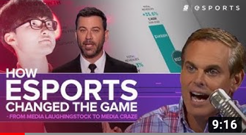 ESPORTS
HOW
ESPORTS
CHANGED THE GAME
- FROM MEDIA LAUGHINGSTOCK TO MEDIA CRAZE
9:16